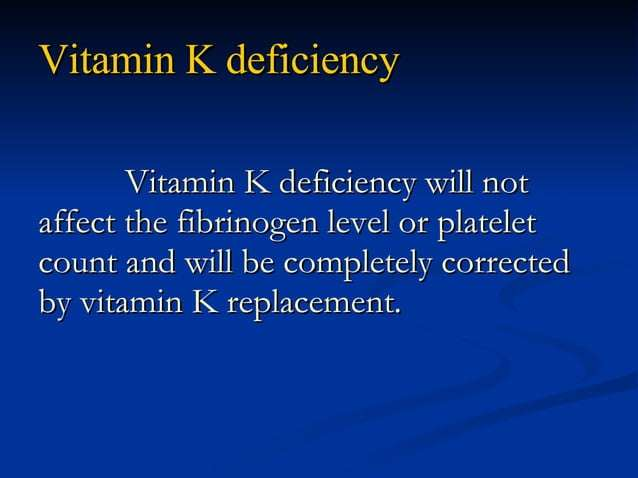 Vitamin K deficiency
Vitamin K deficiency will not
affect the fibrinogen level or platelet
count and will be completely corrected
by vitamin K replacement.